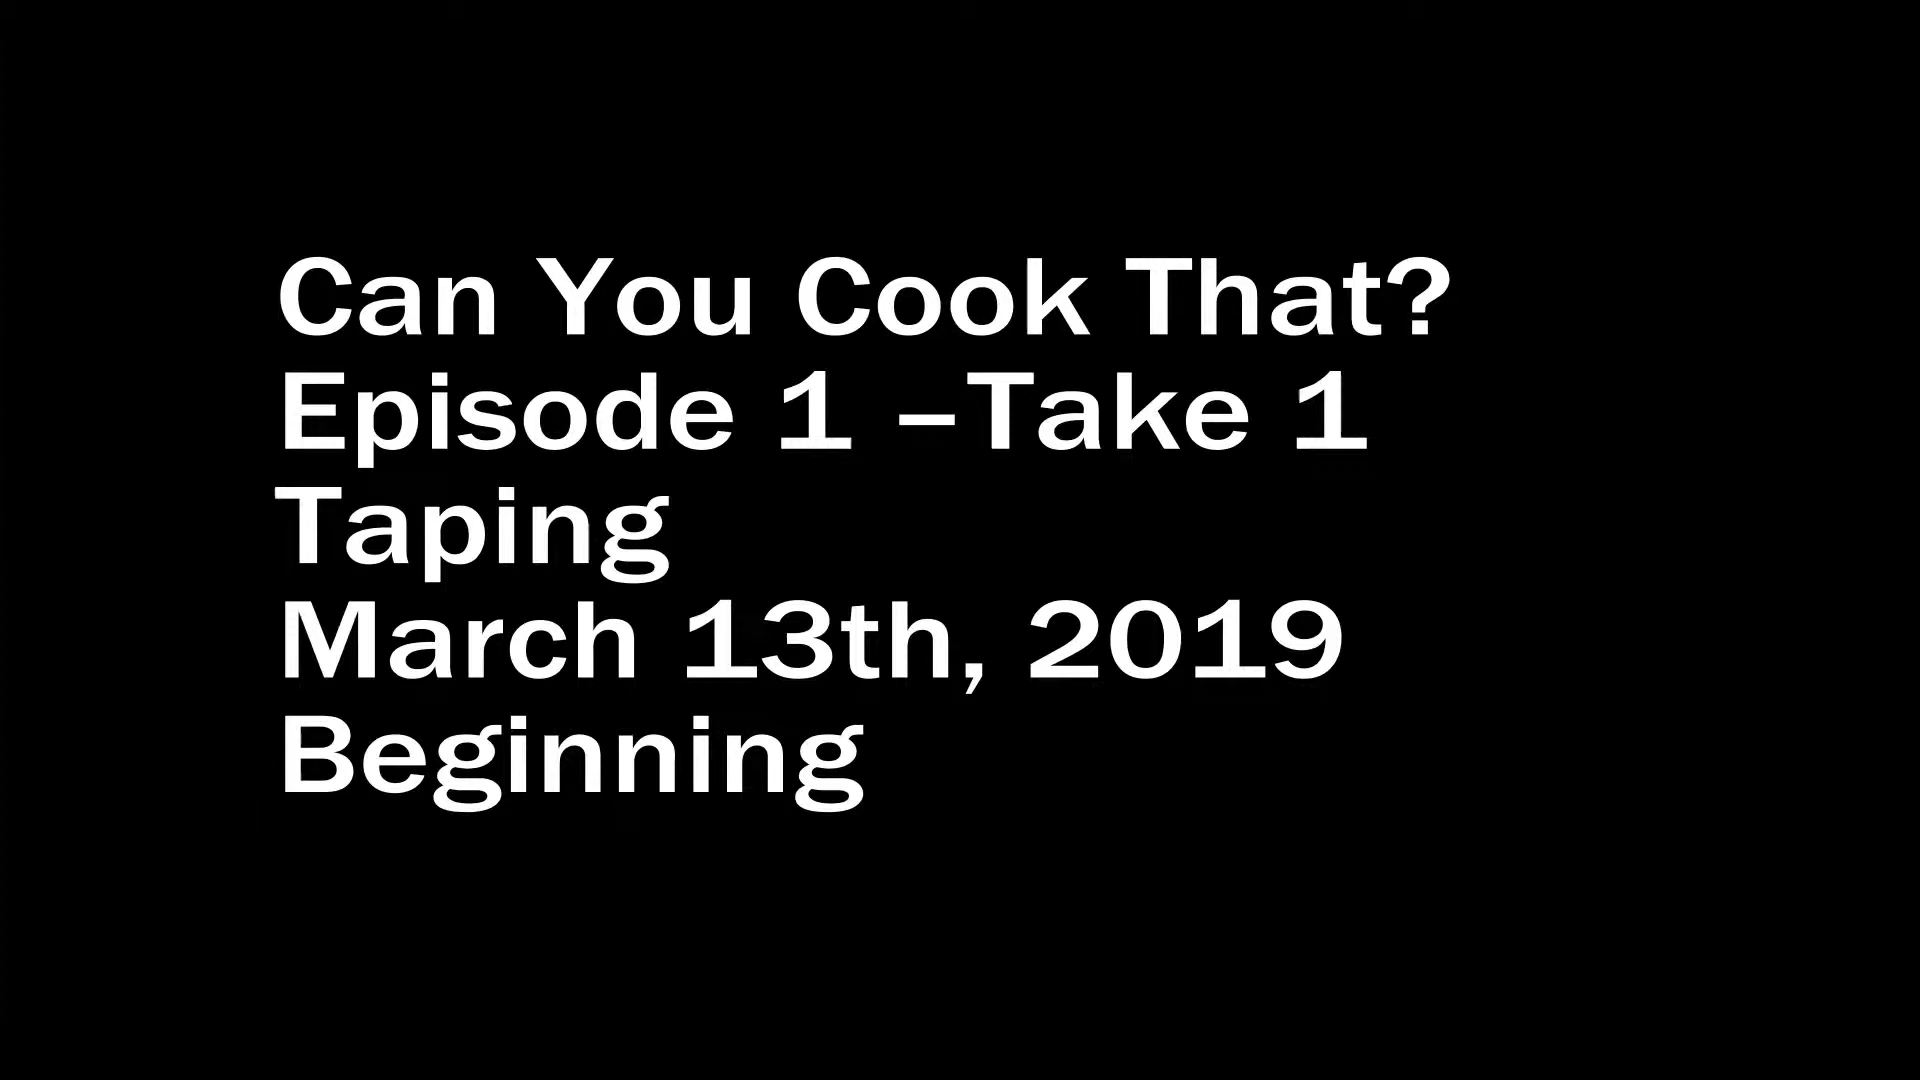 Can You Cook That?
Episode 1 –Take 1
Taping
March 13th, 2019
Beginning